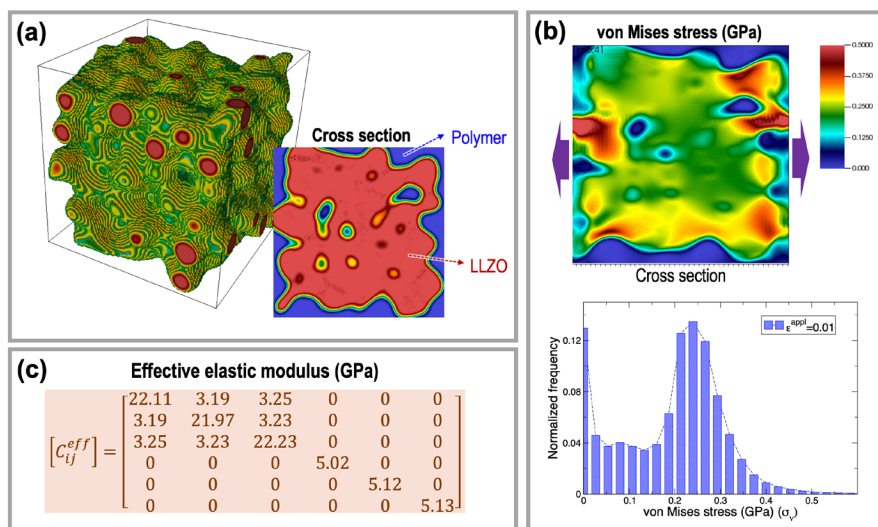 (a)
Cross section
Polymer
LLZO
(b)
von Mises stress (GPa)
0.5000
0.3750
0.2500
0.1250
0.000
Cross section
Normalized frequency
0.12
0.08
0.04
0
ε^appl=0.01
0 0.1 0.2 0.3 0.4 0.5
von Mises stress (GPa) (σ_v)
(c)
Effective elastic modulus (GPa)
[C_ij^eff] =
22.11 3.19 3.25 0 0 0
3.19 21.97 3.23 0 0 0
3.25 3.23 22.23 0 0 0
0 0 0 5.02 0 0
0 0 0 0 5.12 0
0 0 0 0 0 5.13